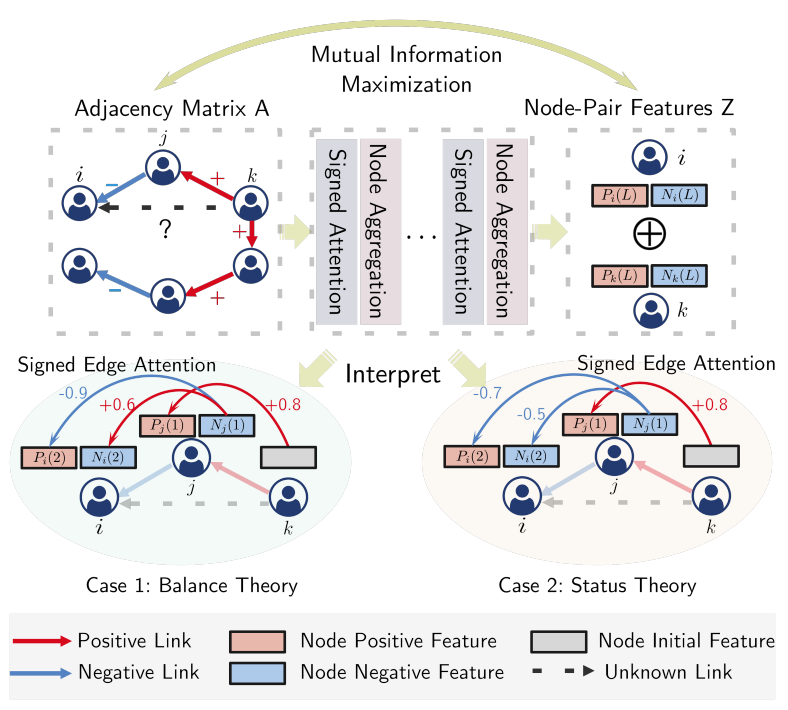 Mutual Information
Maximization
Adjacency Matrix A
Node-Pair Features Z
j
i
k
−
+
?
+
−
+
Signed Attention
Node Aggregation
...
Signed Attention
Node Aggregation
i
P_i(L) N_i(L)
⊕
P_k(L) N_k(L)
k
Interpret
Signed Edge Attention
-0.9
+0.6
+0.8
P_j(1) N_j(1)
P_i(2) N_i(2)
j
i
k
Case 1: Balance Theory
Signed Edge Attention
-0.7
-0.5
+0.8
P_j(1) N_j(1)
P_i(2) N_i(2)
j
i
k
Case 2: Status Theory
Positive Link
Node Positive Feature
Node Initial Feature
Negative Link
Node Negative Feature
Unknown Link